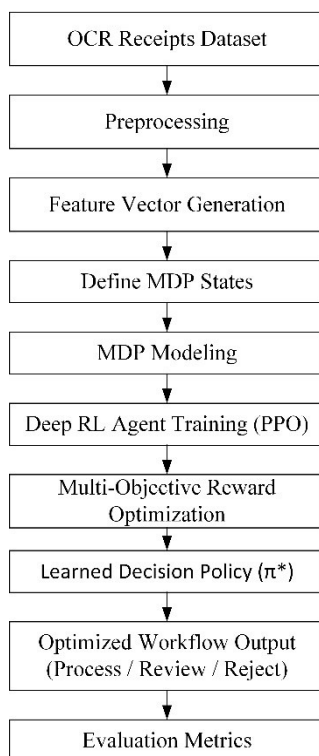 OCR Receipts Dataset
Preprocessing
Feature Vector Generation
Define MDP States
MDP Modeling
Deep RL Agent Training (PPO)
Multi-Objective Reward
Optimization
Learned Decision Policy (π*)
Optimized Workflow Output
(Process / Review / Reject)
Evaluation Metrics